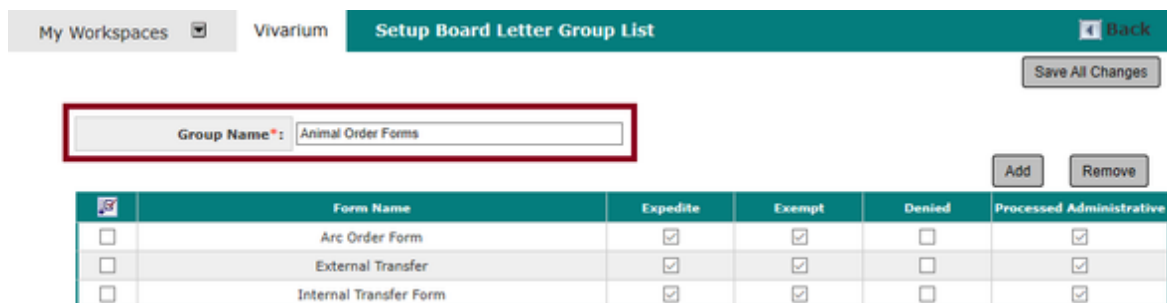 My Workspaces Vivarium Setup Board Letter Group List Back
Save All Changes
Group Name*: Animal Order Forms
Add Remove
Form Name Expedite Exempt Denied Processed Administrative
Arc Order Form
External Transfer
Internal Transfer Form